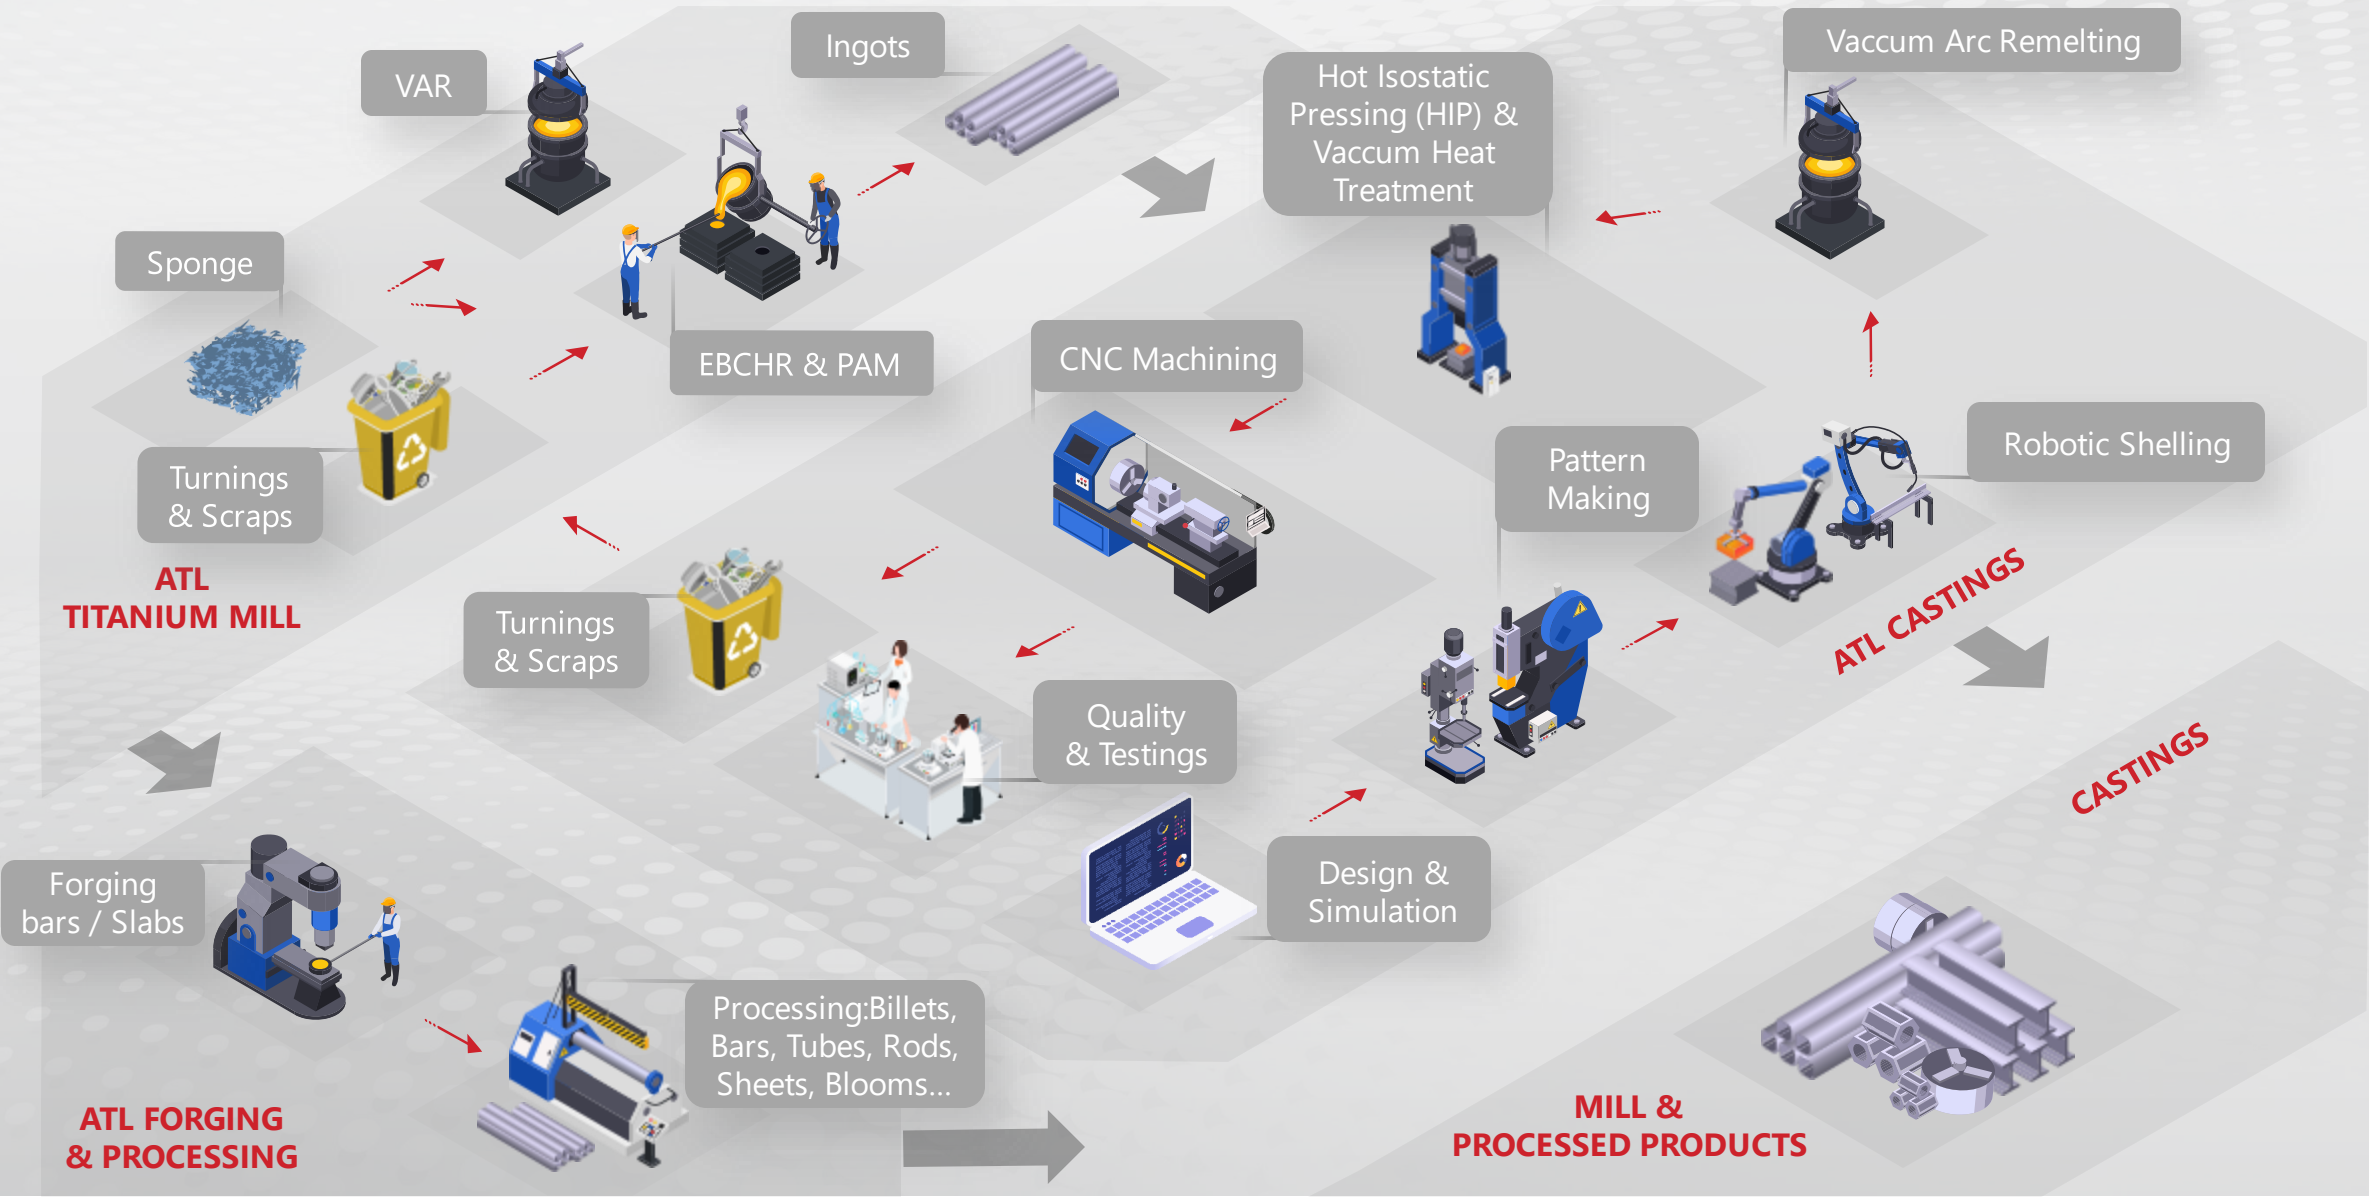 VAR
Ingots
Vaccum Arc Remelting
Hot Isostatic
Pressing (HIP) &
Vaccum Heat
Treatment
Sponge
EBCHR & PAM
CNC Machining
Turnings
& Scraps
Pattern
Making
Robotic Shelling
ATL
TITANIUM MILL
ATL CASTINGS
Turnings
& Scraps
Quality
& Testings
CASTINGS
Forging
bars / Slabs
Design &
Simulation
Processing:Billets,
Bars, Tubes, Rods,
Sheets, Blooms...
ATL FORGING
& PROCESSING
MILL &
PROCESSED PRODUCTS